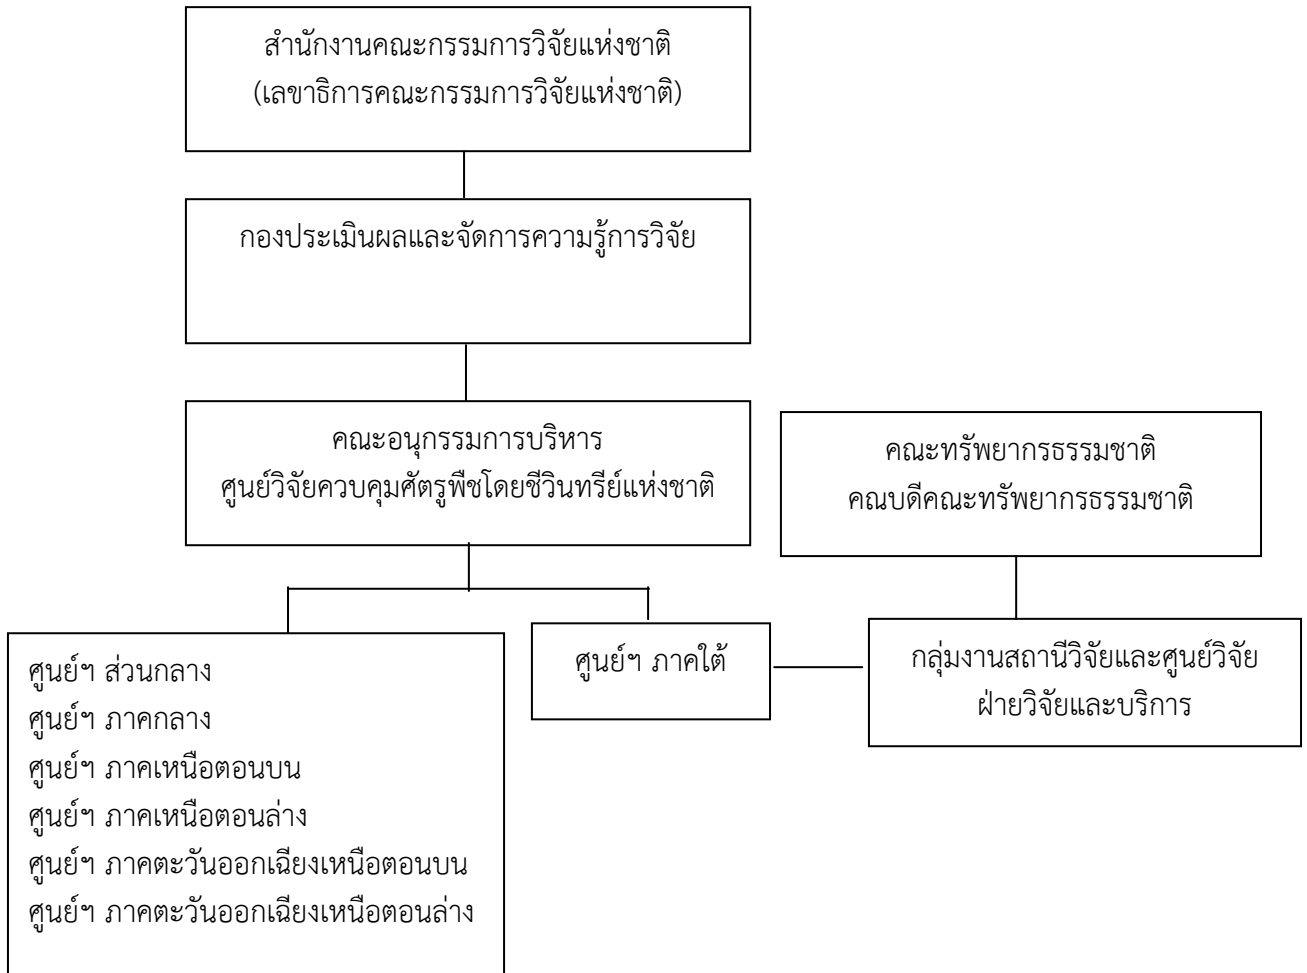 สำนักงานคณะกรรมการวิจัยแห่งชาติ
(เลขาธิการคณะกรรมการวิจัยแห่งชาติ)
กองประเมินผลและจัดการความรู้การวิจัย
คณะอนุกรรมการบริหาร
ศูนย์วิจัยควบคุมศัตรูพืชโดยชีวินทรีย์แห่งชาติ
คณะทรัพยากรธรรมชาติ
คณบดีคณะทรัพยากรธรรมชาติ
ศูนย์ฯ ส่วนกลาง
ศูนย์ฯ ภาคกลาง
ศูนย์ฯ ภาคเหนือตอนบน
ศูนย์ฯ ภาคเหนือตอนล่าง
ศูนย์ฯ ภาคตะวันออกเฉียงเหนือตอนบน
ศูนย์ฯ ภาคตะวันออกเฉียงเหนือตอนล่าง
ศูนย์ฯ ภาคใต้
กลุ่มงานสถานีวิจัยและศูนย์วิจัย
ฝ่ายวิจัยและบริการ